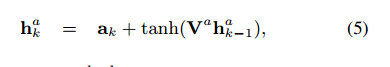 h_k^a = a_k + tanh(V^a h_{k-1}^a), (5)